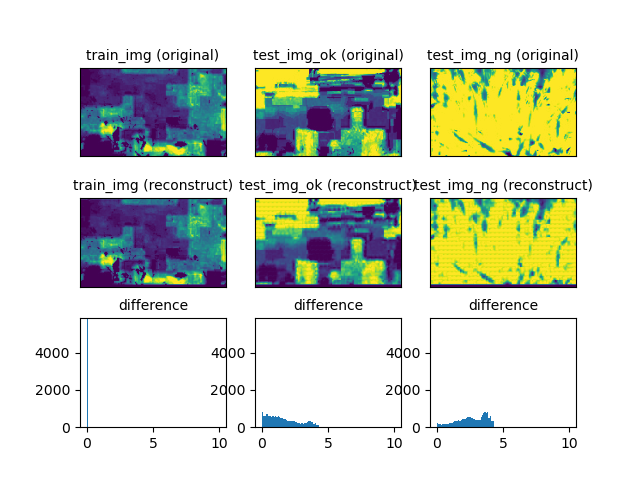 train_img (original)
test_img_ok (original)
test_img_ng (original)
train_img (reconstruct)
test_img_ok (reconstruct)
test_img_ng (reconstruct)
difference
difference
difference
4000
2000
0
0 5 10
4000
2000
0
0 5 10
4000
2000
0
0 5 10